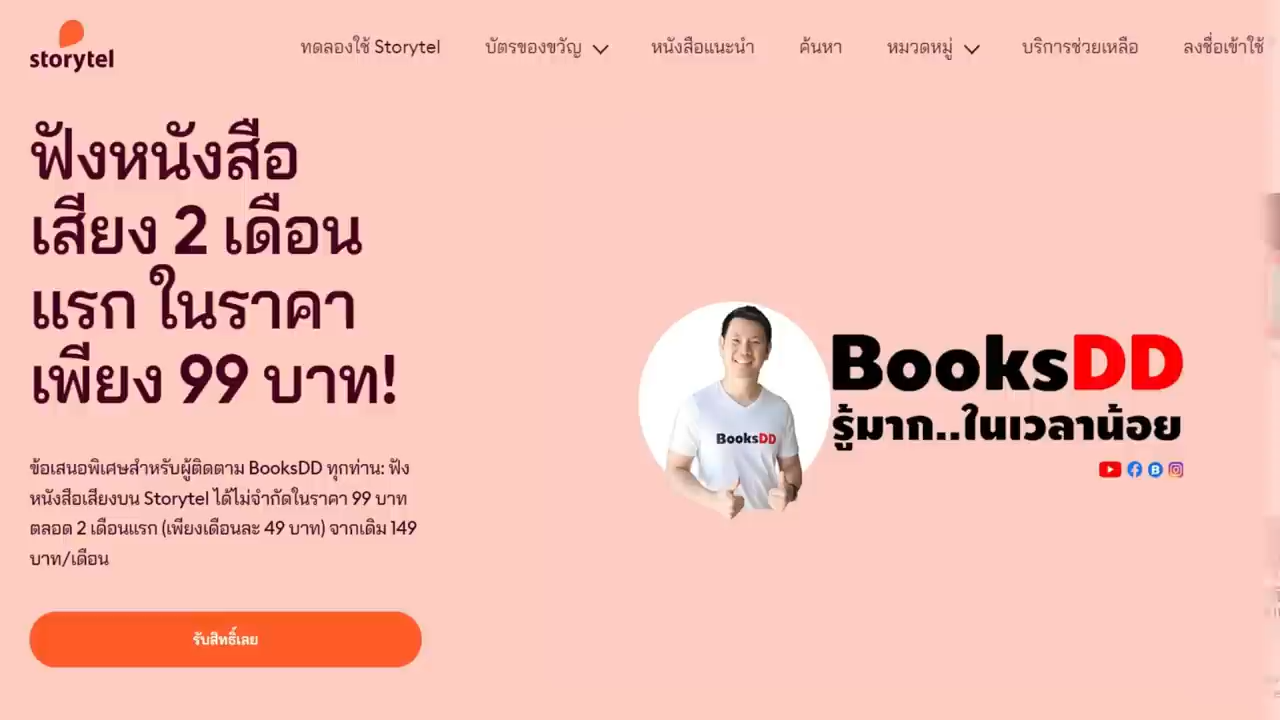 storytel
ทดลองใช้ Storytel
บัตรของขวัญ
หนังสือแนะนำ
ค้นหา
หมวดหมู่
บริการช่วยเหลือ
ลงชื่อเข้าใช้
ฟังหนังสือ
เสียง 2 เดือน
แรก ในราคา
เพียง 99 บาท!
ข้อเสนอพิเศษสำหรับผู้ติดตาม BooksDD ทุกท่าน: ฟัง
หนังสือเสียงบน Storytel ได้ไม่จำกัดในราคา 99 บาท
ตลอด 2 เดือนแรก (เพียงเดือนละ 49 บาท) จากเดิม 149
บาท/เดือน
รับสิทธิ์เลย
BooksDD
BooksDD
รู้มาก..ในเวลาน้อย